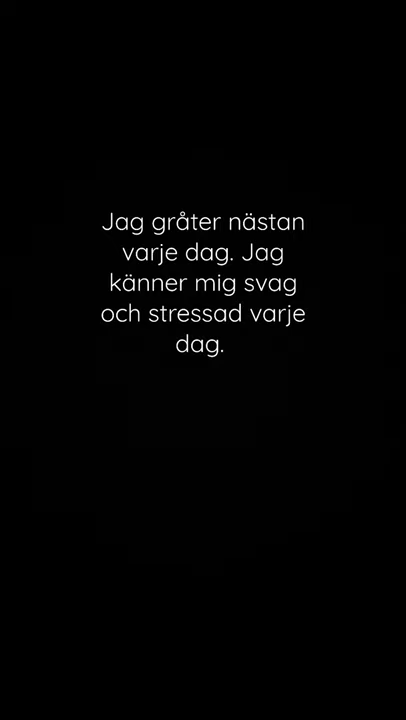 Jag gråter nästan
varje dag. Jag
känner mig svag
och stressad varje
dag.